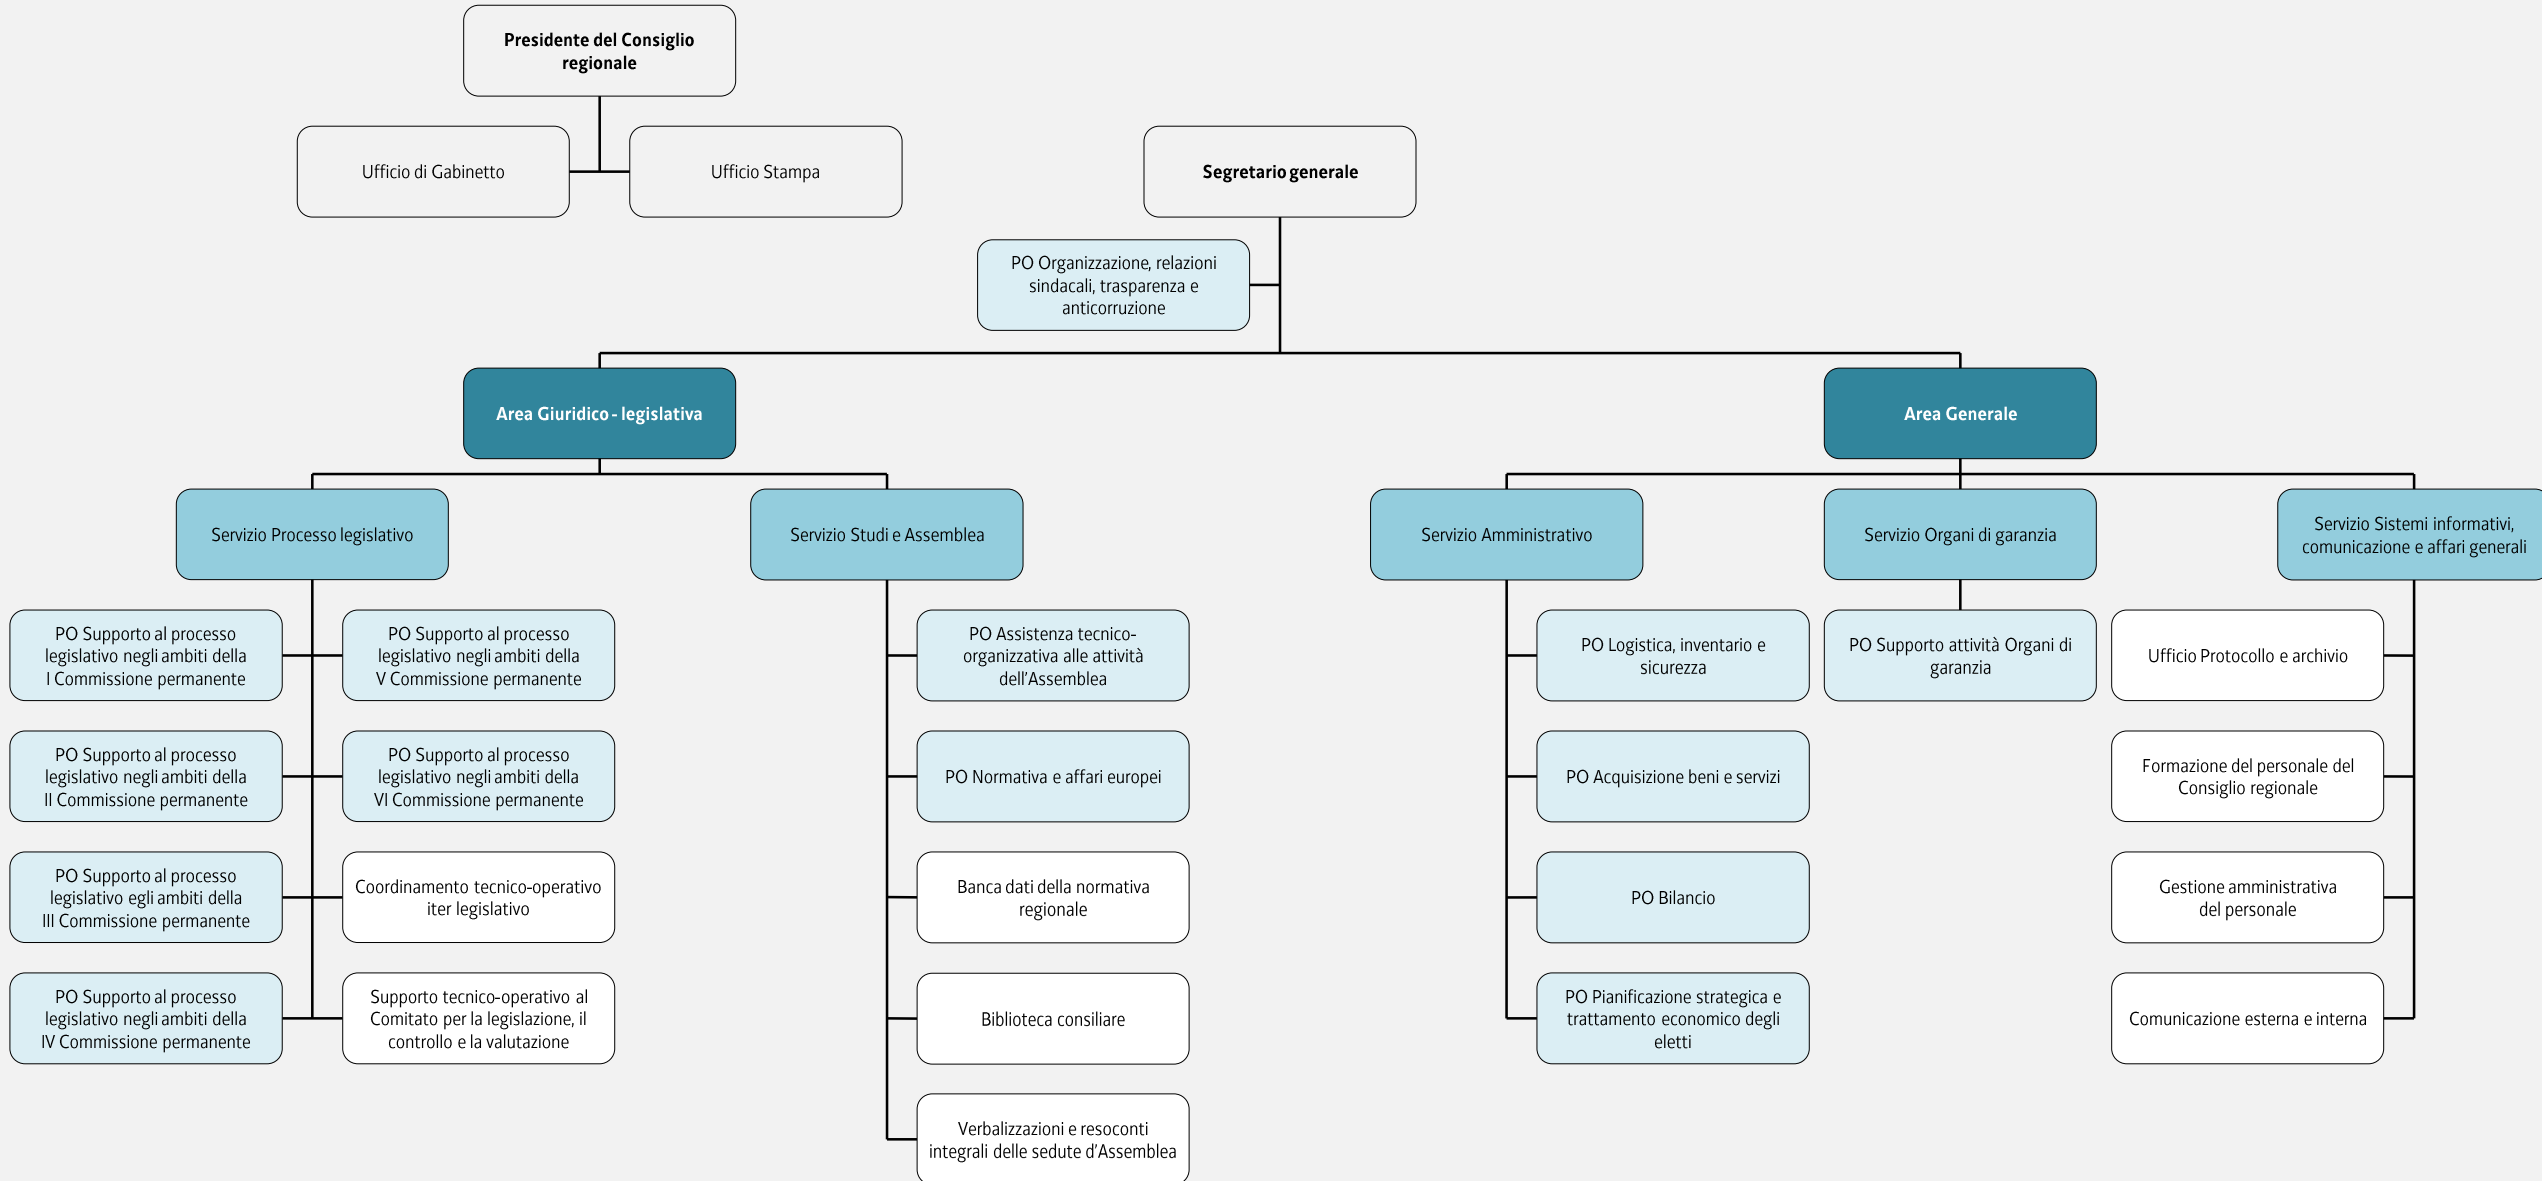 Presidente del Consiglio
regionale
Ufficio di Gabinetto
Ufficio Stampa
Segretario generale
PO Organizzazione, relazioni
sindacali, trasparenza e
anticorruzione
Area Giuridico - legislativa
Area Generale
Servizio Processo legislativo
Servizio Studi e Assemblea
Servizio Amministrativo
Servizio Organi di garanzia
Servizio Sistemi informativi,
comunicazione e affari generali
PO Supporto al processo
legislativo negli ambiti della
I Commissione permanente
PO Supporto al processo
legislativo negli ambiti della
V Commissione permanente
PO Supporto al processo
legislativo negli ambiti della
II Commissione permanente
PO Supporto al processo
legislativo negli ambiti della
VI Commissione permanente
PO Supporto al processo
legislativo egli ambiti della
III Commissione permanente
Coordinamento tecnico-operativo
iter legislativo
PO Supporto al processo
legislativo negli ambiti della
IV Commissione permanente
Supporto tecnico-operativo al
Comitato per la legislazione, il
controllo e la valutazione
PO Assistenza tecnico-
organizzativa alle attività
dell'Assemblea
PO Normativa e affari europei
Banca dati della normativa
regionale
Biblioteca consiliare
Verbalizzazioni e resoconti
integrali delle sedute d'Assemblea
PO Logistica, inventario e
sicurezza
PO Acquisizione beni e servizi
PO Bilancio
PO Pianificazione strategica e
trattamento economico degli
eletti
PO Supporto attività Organi di
garanzia
Ufficio Protocollo e archivio
Formazione del personale del
Consiglio regionale
Gestione amministrativa
del personale
Comunicazione esterna e interna